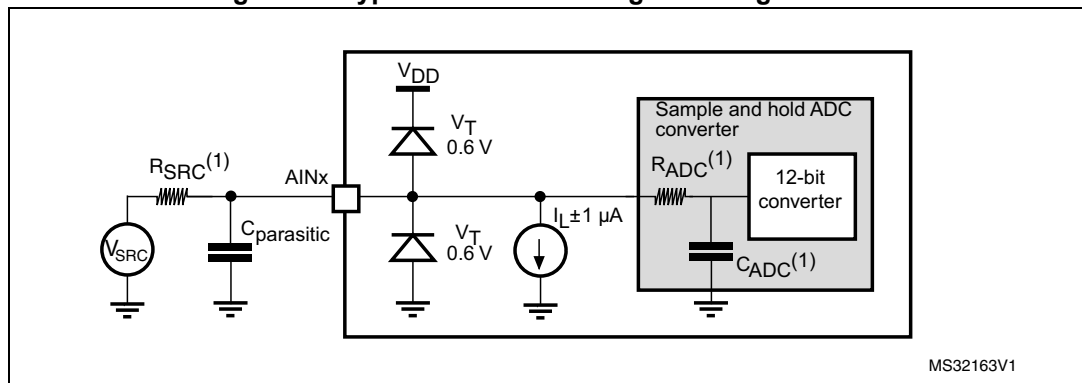 VDD
Sample and hold ADC
converter
VT
0.6 V
RSRC(1)
AINx
RADC(1)
12-bit
converter
IL±1 µA
Cparasitic
VT
0.6 V
VSRC
CADC(1)
MS32163V1